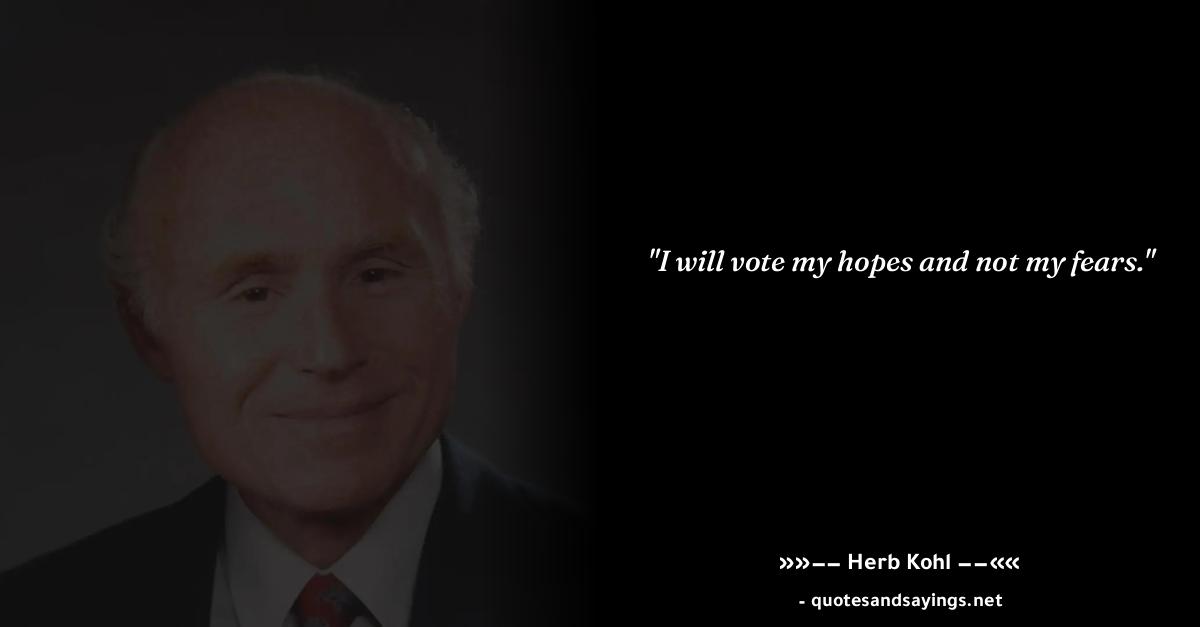 "I will vote my hopes and not my fears."
»»–– Herb Kohl ––««
- quotesandsayings.net